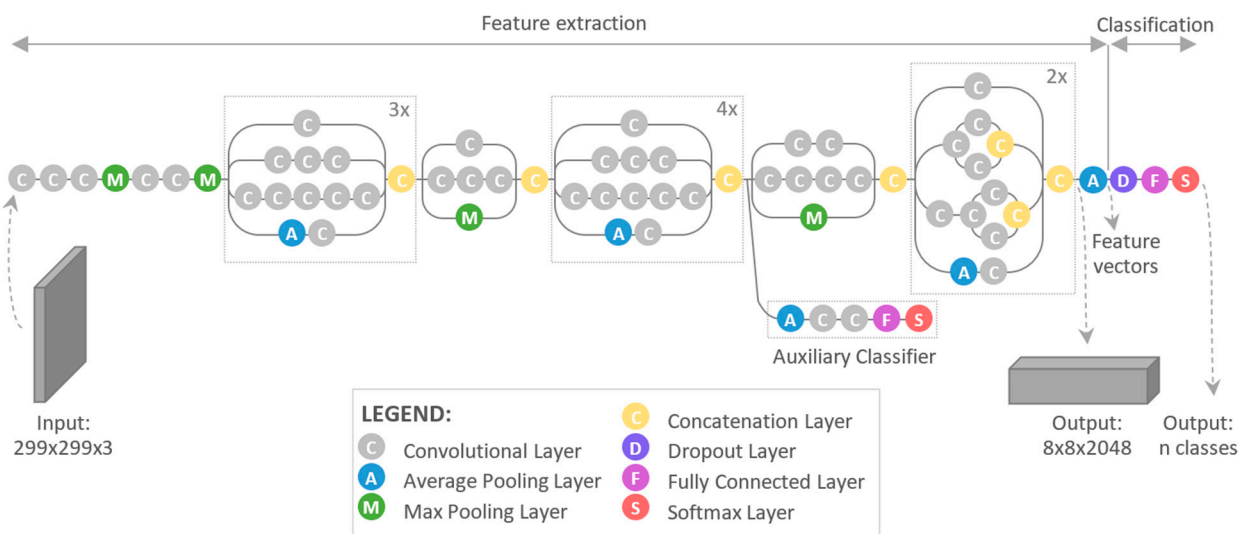 Feature extraction
Classification
3x
4x
2x
C
C C C
C C C C C
A C
C
C C C
M
C
C C C
C C C C C
A C
C C
C C C C
M
C
C
C C
C
C
C C C
C
A C
C C C M C C M
C
C
C
C
C A D F S
Feature
vectors
A C C F S
Auxiliary Classifier
Input:
299x299x3
Output:
8x8x2048
Output:
n classes
LEGEND:
C Convolutional Layer
A Average Pooling Layer
M Max Pooling Layer
C Concatenation Layer
D Dropout Layer
F Fully Connected Layer
S Softmax Layer